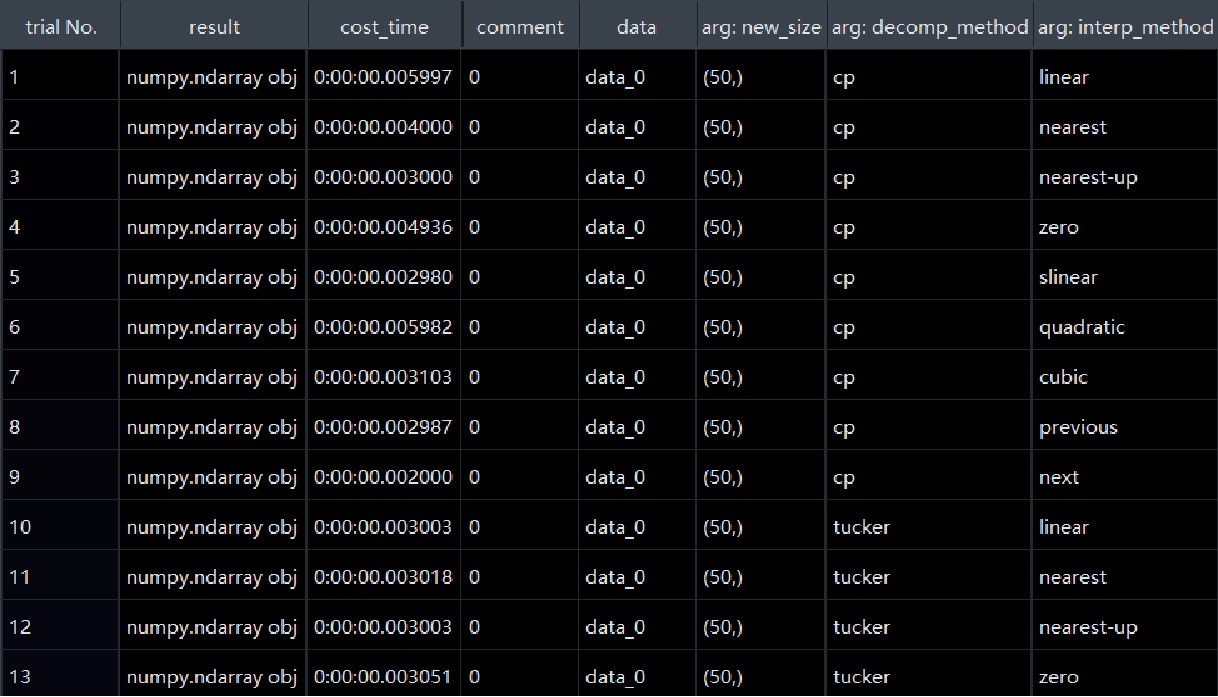 trial No. result cost_time comment data arg: new_size arg: decomp_method arg: interp_method
1 numpy.ndarray obj 0:00:00.005997 0 data_0 (50,) cp linear
2 numpy.ndarray obj 0:00:00.004000 0 data_0 (50,) cp nearest
3 numpy.ndarray obj 0:00:00.003000 0 data_0 (50,) cp nearest-up
4 numpy.ndarray obj 0:00:00.004936 0 data_0 (50,) cp zero
5 numpy.ndarray obj 0:00:00.002980 0 data_0 (50,) cp slinear
6 numpy.ndarray obj 0:00:00.005982 0 data_0 (50,) cp quadratic
7 numpy.ndarray obj 0:00:00.003103 0 data_0 (50,) cp cubic
8 numpy.ndarray obj 0:00:00.002987 0 data_0 (50,) cp previous
9 numpy.ndarray obj 0:00:00.002000 0 data_0 (50,) cp next
10 numpy.ndarray obj 0:00:00.003003 0 data_0 (50,) tucker linear
11 numpy.ndarray obj 0:00:00.003018 0 data_0 (50,) tucker nearest
12 numpy.ndarray obj 0:00:00.003003 0 data_0 (50,) tucker nearest-up
13 numpy.ndarray obj 0:00:00.003051 0 data_0 (50,) tucker zero